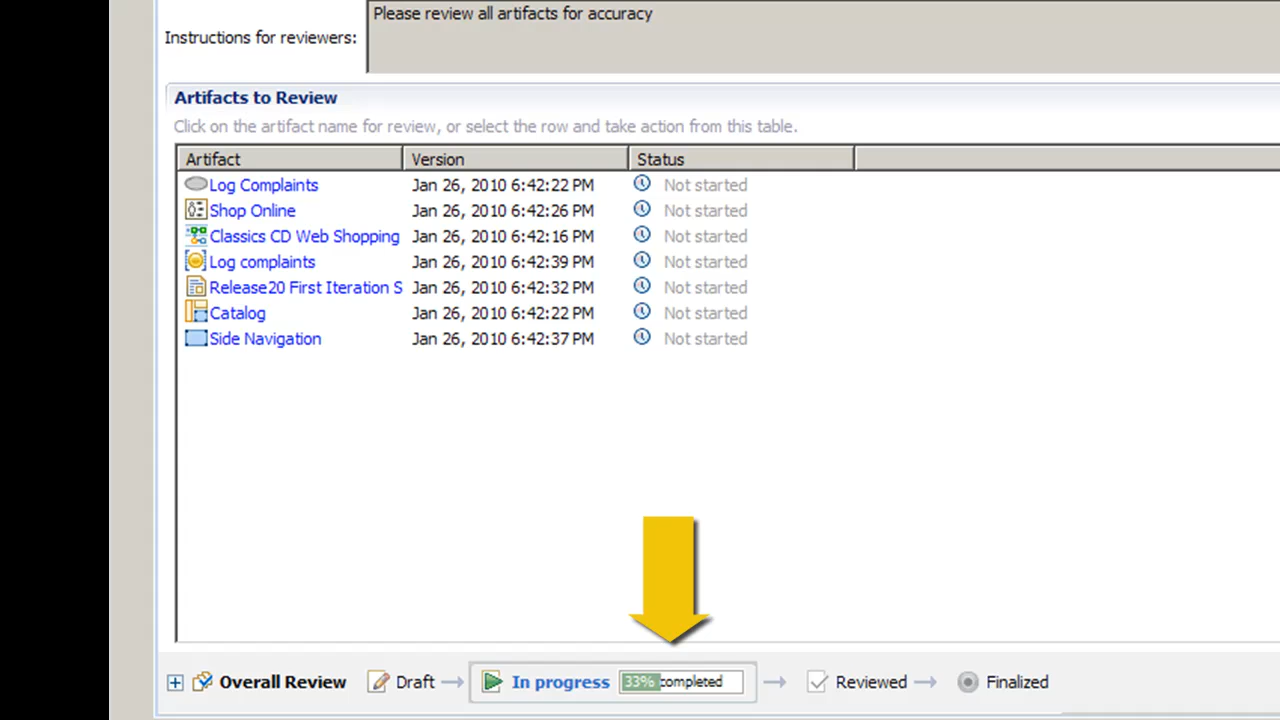 Please review all artifacts for accuracy
Instructions for reviewers:
Artifacts to Review
Click on the artifact name for review, or select the row and take action from this table.
Artifact Version Status
Log Complaints Jan 26, 2010 6:42:22 PM Not started
Shop Online Jan 26, 2010 6:42:26 PM Not started
Classics CD Web Shopping Jan 26, 2010 6:42:16 PM Not started
Log complaints Jan 26, 2010 6:42:39 PM Not started
Release20 First Iteration S Jan 26, 2010 6:42:32 PM Not started
Catalog Jan 26, 2010 6:42:22 PM Not started
Side Navigation Jan 26, 2010 6:42:37 PM Not started
Overall Review Draft In progress 33% completed Reviewed Finalized